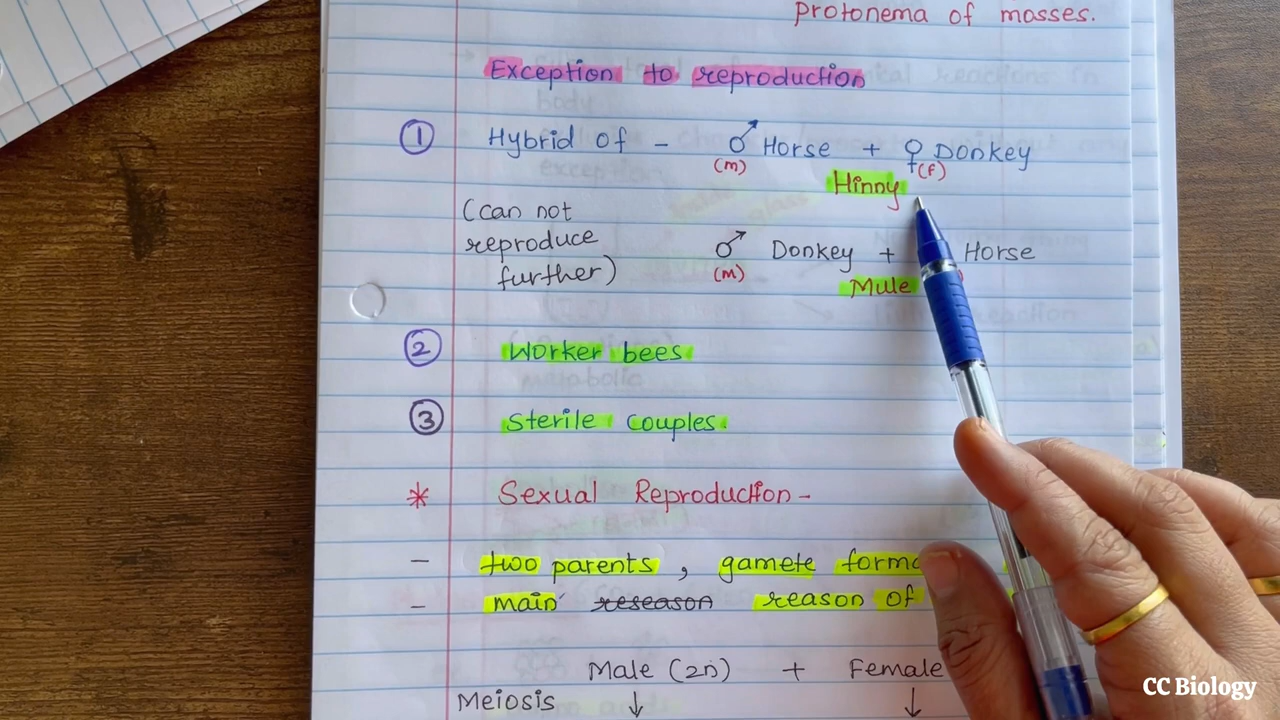 protonema of mosses.
Exception to reproduction
① Hybrid of - ♂ Horse + ♀ Donkey
(m) (f)
Hinny
(can not
reproduce ♂ Donkey + Horse
further) (m) Mule
② Worker bees
③ Sterile couples.
* Sexual Reproduction -
- two parents, gamete forma
- main reseason reason of
Male (2n) + Female
Meiosis ↓ ↓
CC Biology